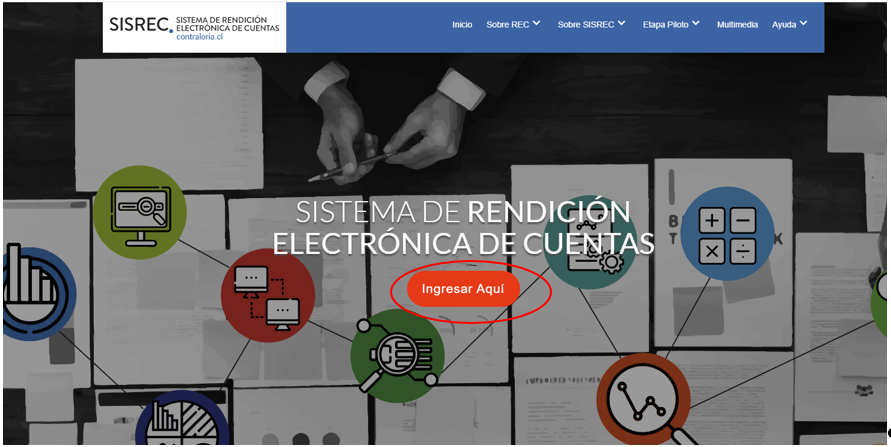 SISREC. SISTEMA DE RENDICIÓN
ELECTRÓNICA DE CUENTAS
contraloria.cl
Inicio Sobre REC Sobre SISREC Etapa Piloto Multimedia Ayuda
SISTEMA DE RENDICIÓN
ELECTRÓNICA DE CUENTAS
Ingresar Aquí